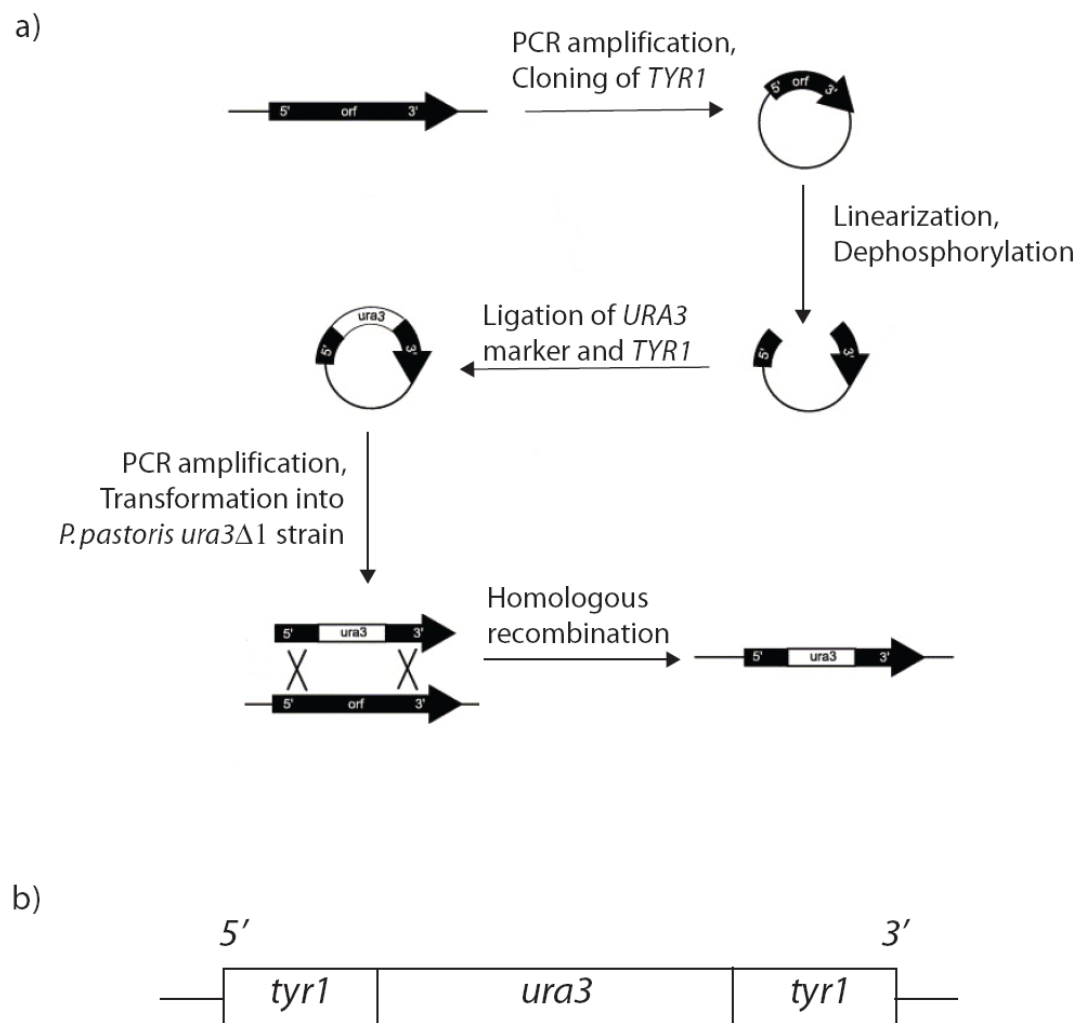 a)
PCR amplification,
Cloning of TYR1
5' orf 3'
5' orf 3'
Linearization,
Dephosphorylation
ura3
5' 3'
Ligation of URA3
marker and TYR1
5' 3'
PCR amplification,
Transformation into
P. pastoris ura3Δ1 strain
5' ura3 3'
Homologous
recombination
5' ura3 3'
5' orf 3'
b)
5' 3'
tyr1 ura3 tyr1